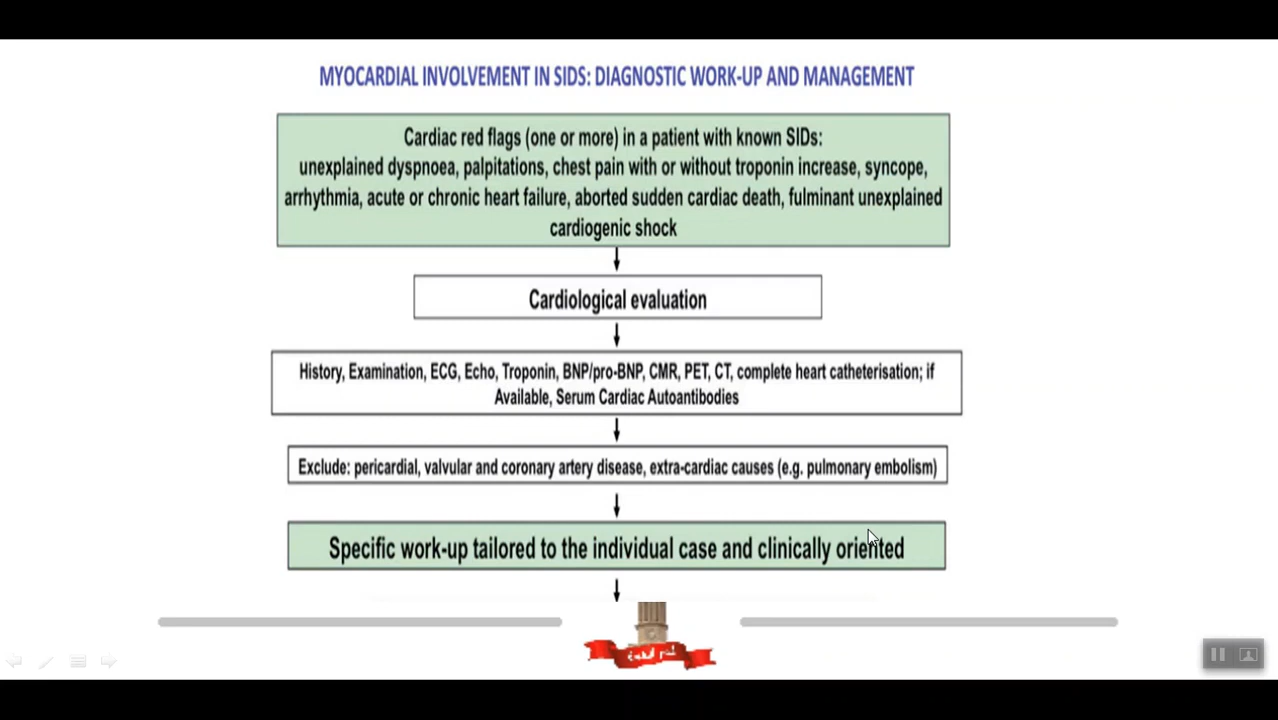 MYOCARDIAL INVOLVEMENT IN SIDS: DIAGNOSTIC WORK-UP AND MANAGEMENT
Cardiac red flags (one or more) in a patient with known SIDs:
unexplained dyspnoea, palpitations, chest pain with or without troponin increase, syncope,
arrhythmia, acute or chronic heart failure, aborted sudden cardiac death, fulminant unexplained
cardiogenic shock
Cardiological evaluation
History, Examination, ECG, Echo, Troponin, BNP/pro-BNP, CMR, PET, CT, complete heart catheterisation; if
Available, Serum Cardiac Autoantibodies
Exclude: pericardial, valvular and coronary artery disease, extra-cardiac causes (e.g. pulmonary embolism)
Specific work-up tailored to the individual case and clinically oriented